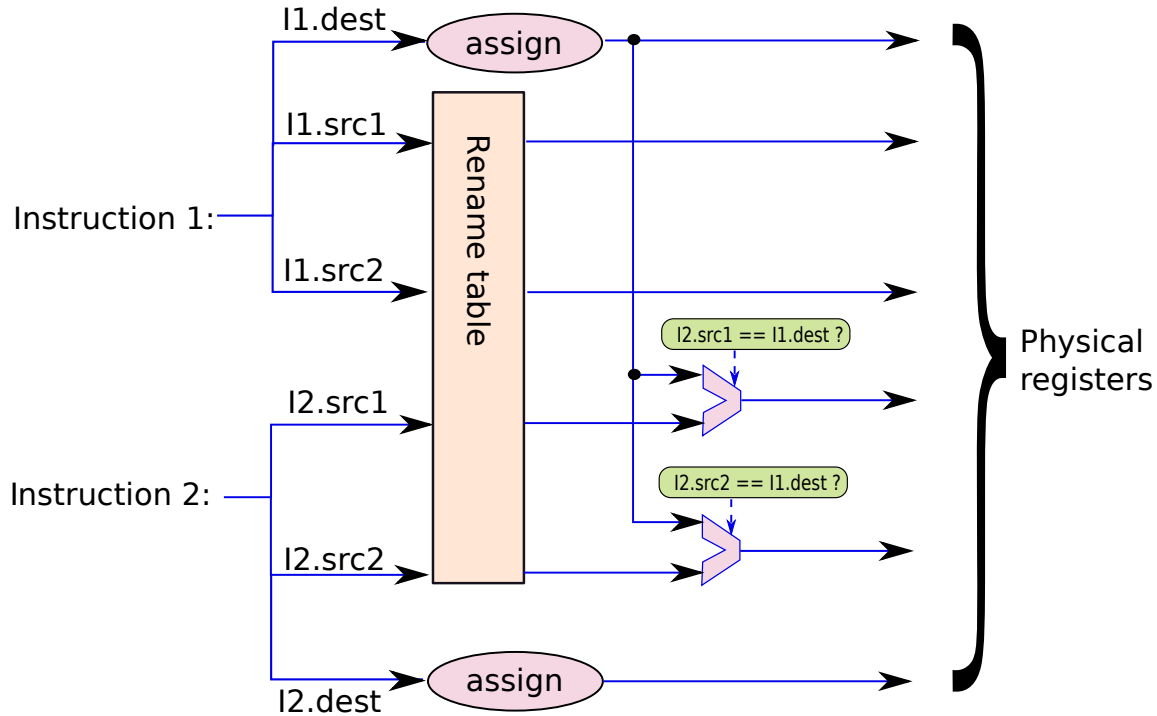 I1.dest
assign
I1.src1
Rename table
Instruction 1:
I1.src2
I2.src1 == I1.dest ?
Physical
registers
I2.src1
I2.src2 == I1.dest ?
Instruction 2:
I2.src2
assign
I2.dest